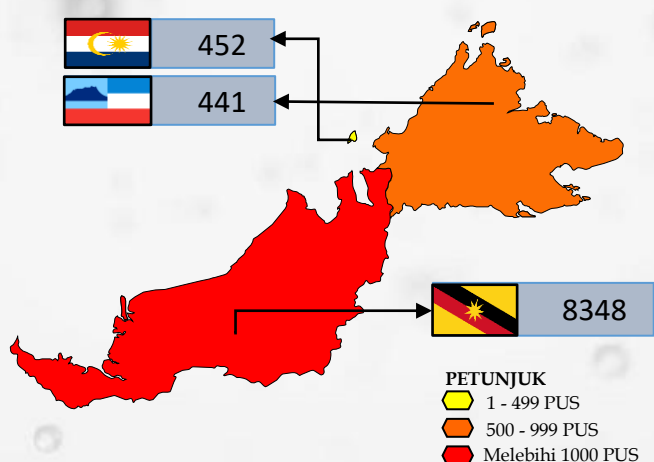 452
441
8348
PETUNJUK
1 - 499 PUS
500 - 999 PUS
Melebihi 1000 PUS